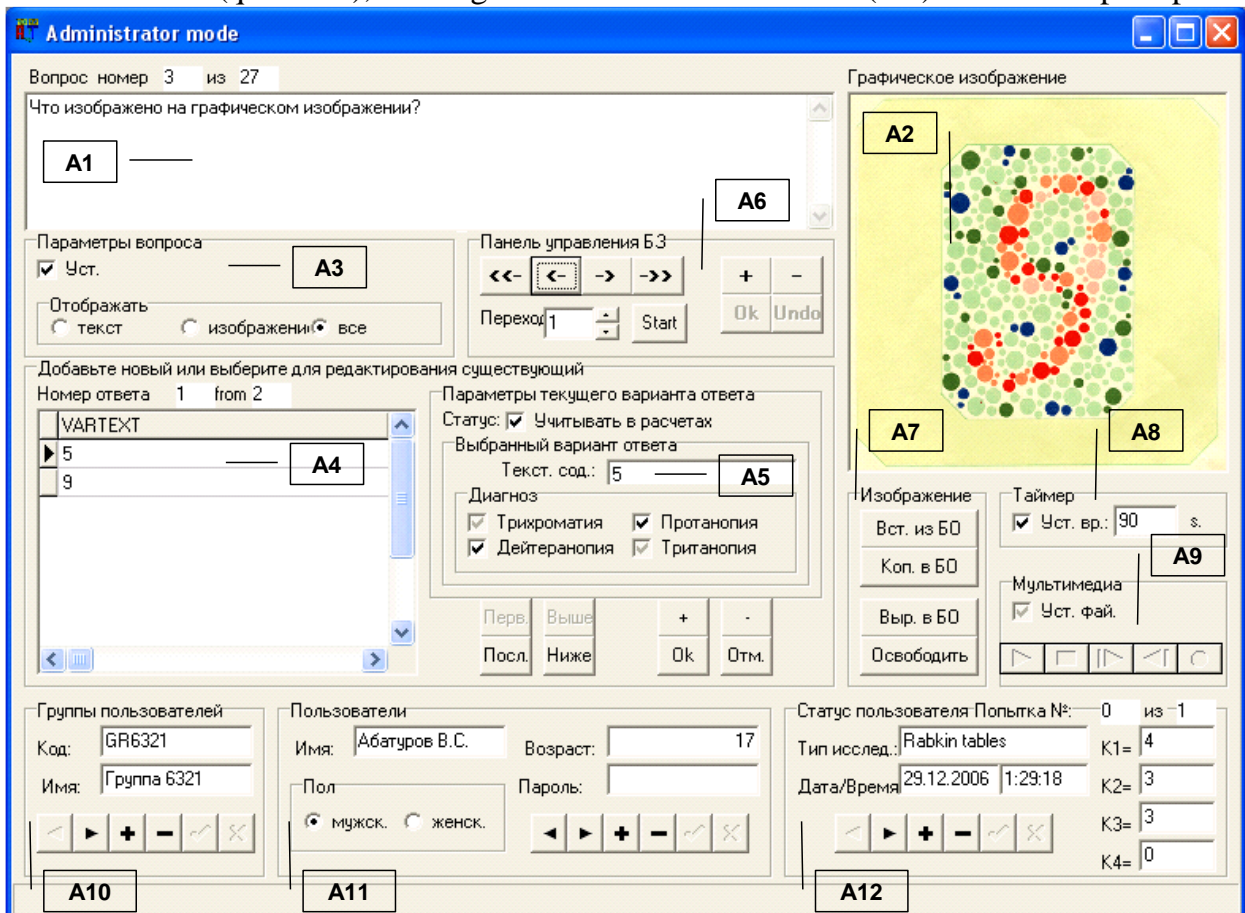 Administrator mode
Вопрос номер 3 из 27
Что изображено на графическом изображении?
A1
Графическое изображение
A2
Параметры вопроса
Уст.
A3
Отображать
текст изображени все
Панель управления БЗ
A6
<<- <- -> ->> + -
Переход 1 Start Ok Undo
Добавьте новый или выберите для редактирования существующий
Номер ответа 1 from 2
VARTEXT
5
9
A4
Параметры текущего варианта ответа
Статус: Учитывать в расчетах
Выбранный вариант ответа
Текст. сод.: 5
A5
Диагноз
Трихроматия Протанопия
Дейтеранопия Тританопия
Перв. Выше + -
Посл. Ниже Ok Отм.
A7
A8
Изображение
Вст. из БО
Коп. в БО
Выр. в БО
Освободить
Таймер
Уст. вр.: 90 s.
A9
Мультимедиа
Уст. фай.
Группы пользователей
Код: GR6321
Имя: Группа 6321
A10
Пользователи
Имя: Абатуров В.С. Возраст: 17
Пол Пароль:
мужск. женск.
A11
Статус пользователя Попытка №: 0 из 1
Тип исслед.: Rabkin tables K1= 4
Дата/Время 29.12.2006 1:29:18 K2= 3
K3= 3
K4= 0
A12